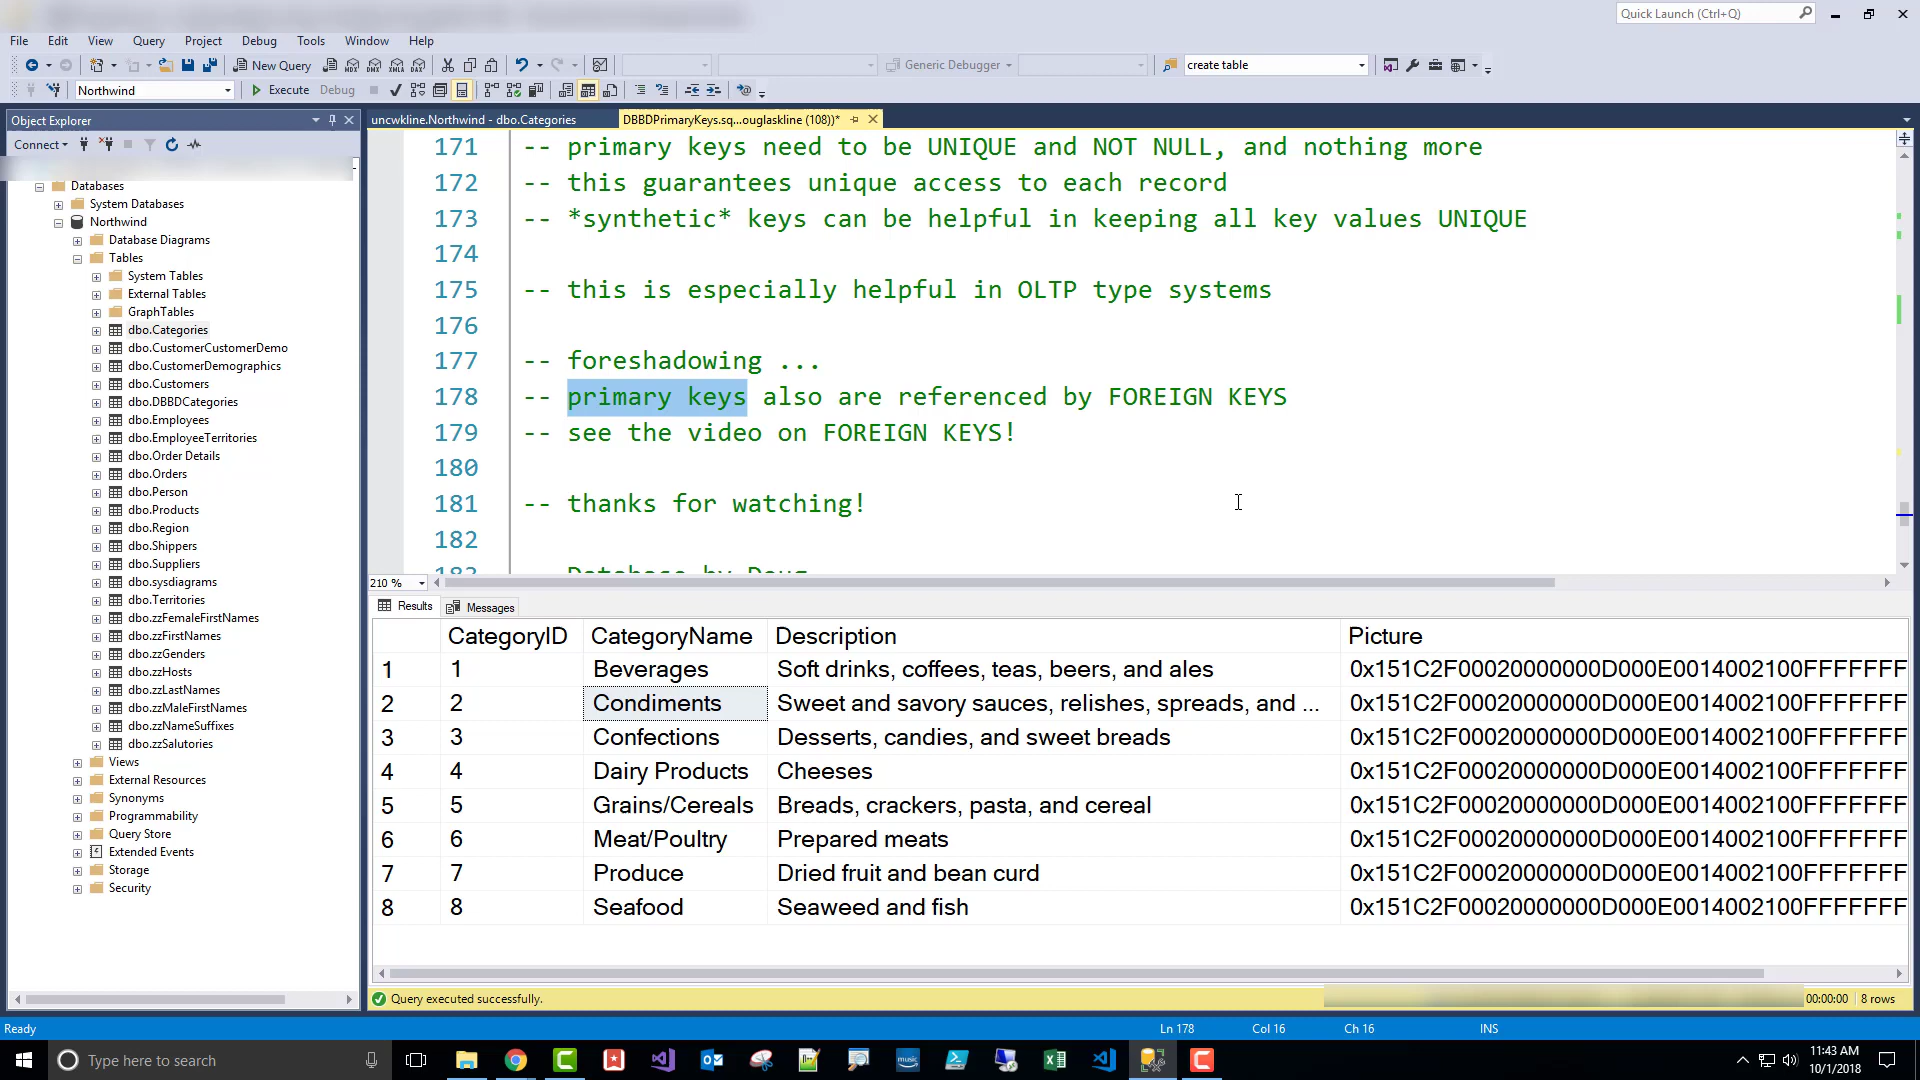 Quick Launch (Ctrl+Q)
File Edit View Query Project Debug Tools Window Help
New Query MDX DMX XMLA DAX Generic Debugger create table
Northwind Execute Debug
Object Explorer
Connect
Databases
System Databases
Northwind
Database Diagrams
Tables
System Tables
External Tables
GraphTables
dbo.Categories
dbo.CustomerCustomerDemo
dbo.CustomerDemographics
dbo.Customers
dbo.DBBDCategories
dbo.Employees
dbo.EmployeeTerritories
dbo.Order Details
dbo.Orders
dbo.Person
dbo.Products
dbo.Region
dbo.Shippers
dbo.Suppliers
dbo.sysdiagrams
dbo.Territories
dbo.zzFemaleFirstNames
dbo.zzFirstNames
dbo.zzGenders
dbo.zzHosts
dbo.zzLastNames
dbo.zzMaleFirstNames
dbo.zzNameSuffixes
dbo.zzSalutories
Views
External Resources
Synonyms
Programmability
Query Store
Extended Events
Storage
Security
uncwkline.Northwind - dbo.Categories DBBDPrimaryKeys.sq...ouglaskline (108))*
171 -- primary keys need to be UNIQUE and NOT NULL, and nothing more
172 -- this guarantees unique access to each record
173 -- *synthetic* keys can be helpful in keeping all key values UNIQUE
174
175 -- this is especially helpful in OLTP type systems
176
177 -- foreshadowing ...
178 -- primary keys also are referenced by FOREIGN KEYS
179 -- see the video on FOREIGN KEYS!
180
181 -- thanks for watching!
182
183 Database by Doug
210 %
Results Messages
CategoryID CategoryName Description Picture
1 1 Beverages Soft drinks, coffees, teas, beers, and ales 0x151C2F00020000000D000E0014002100FFFFFFF
2 2 Condiments Sweet and savory sauces, relishes, spreads, and ... 0x151C2F00020000000D000E0014002100FFFFFFF
3 3 Confections Desserts, candies, and sweet breads 0x151C2F00020000000D000E0014002100FFFFFFF
4 4 Dairy Products Cheeses 0x151C2F00020000000D000E0014002100FFFFFFF
5 5 Grains/Cereals Breads, crackers, pasta, and cereal 0x151C2F00020000000D000E0014002100FFFFFFF
6 6 Meat/Poultry Prepared meats 0x151C2F00020000000D000E0014002100FFFFFFF
7 7 Produce Dried fruit and bean curd 0x151C2F00020000000D000E0014002100FFFFFFF
8 8 Seafood Seaweed and fish 0x151C2F00020000000D000E0014002100FFFFFFF
Query executed successfully. 00:00:00 8 rows
Ready Ln 178 Col 16 Ch 16 INS
Type here to search music 11:43 AM
10/1/2018